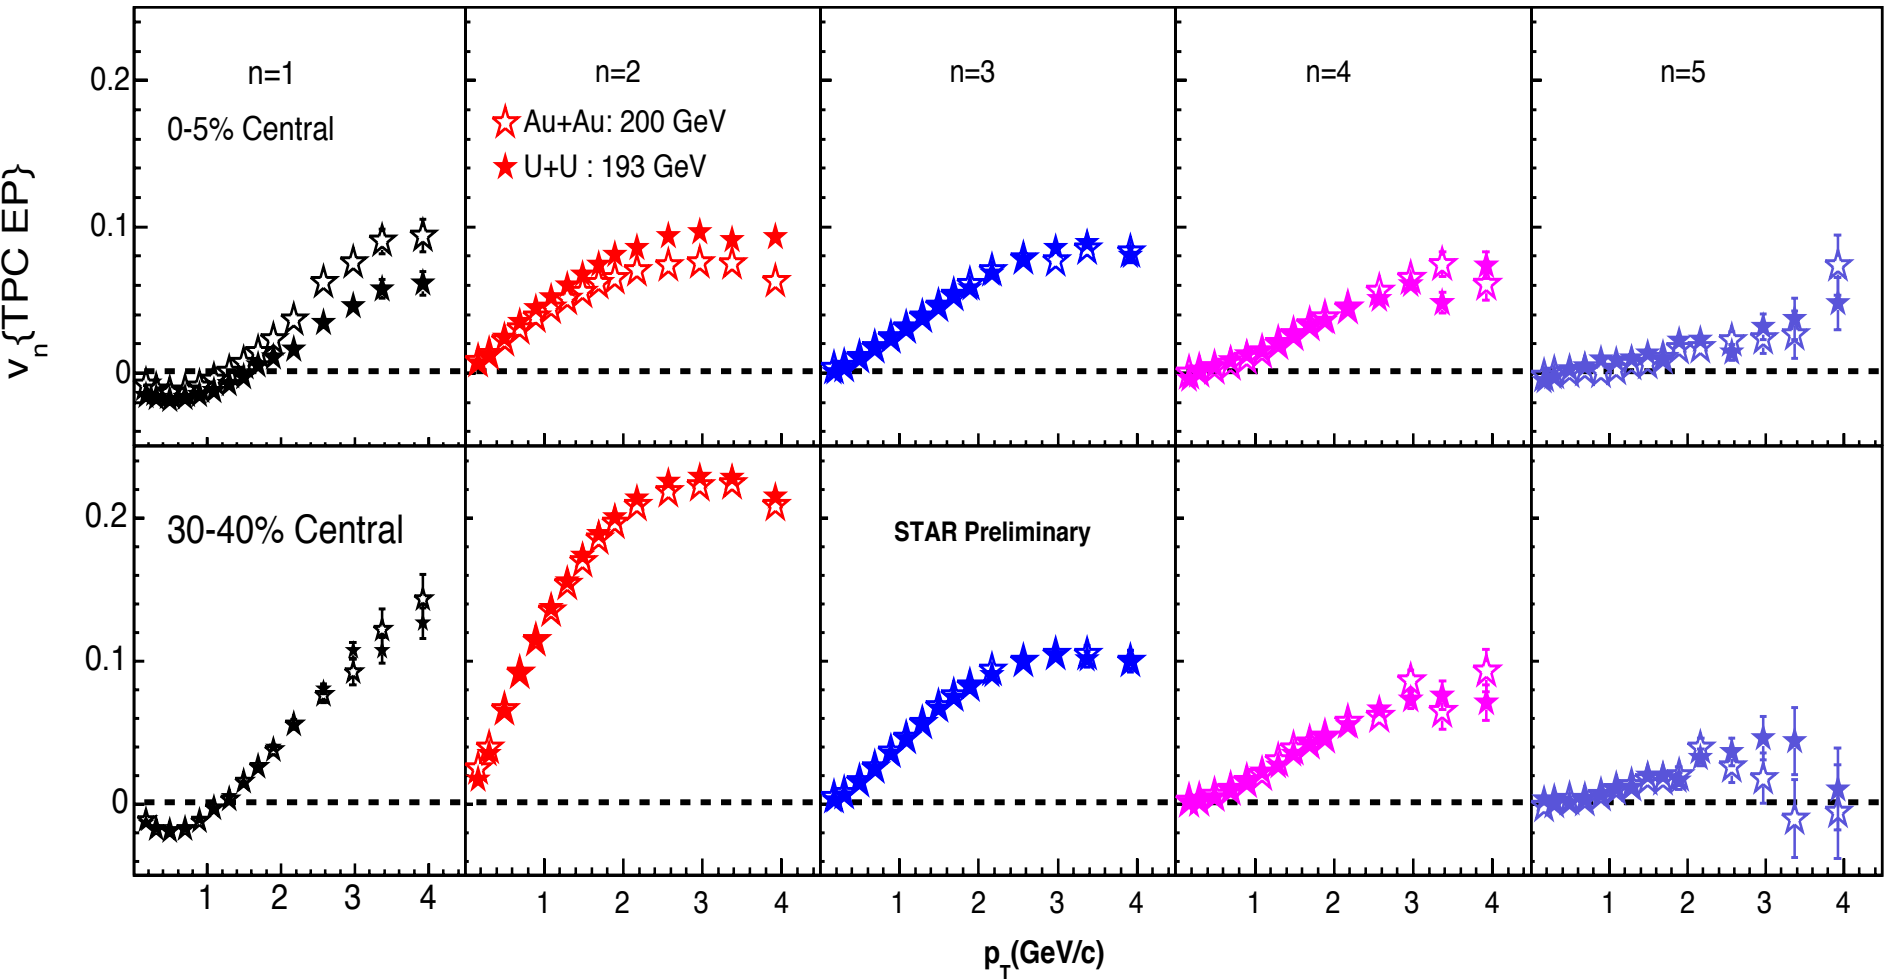 n=1 n=2 n=3 n=4 n=5
0-5% Central
☆ Au+Au: 200 GeV
★ U+U : 193 GeV
0.2
0.1
0
v_n{TPC EP}
30-40% Central
STAR Preliminary
0.2
0.1
0
1 2 3 4 1 2 3 4 1 2 3 4 1 2 3 4 1 2 3 4
p_T(GeV/c)